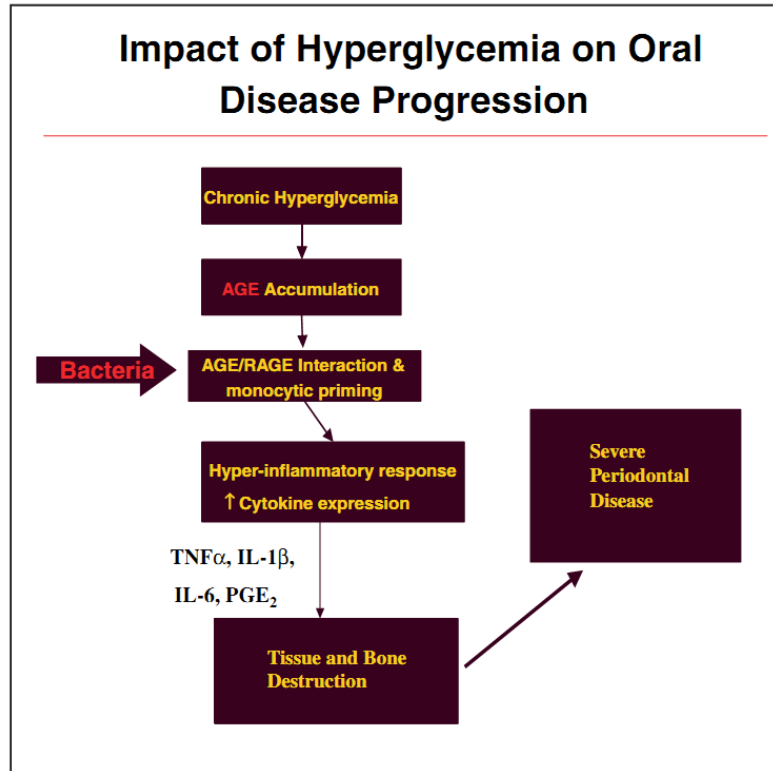 Impact of Hyperglycemia on Oral
Disease Progression
Chronic Hyperglycemia
AGE Accumulation
Bacteria
AGE/RAGE Interaction &
monocytic priming
Hyper-inflammatory response
↑ Cytokine expression
TNFα, IL-1β,
IL-6, PGE₂
Tissue and Bone
Destruction
Severe
Periodontal
Disease